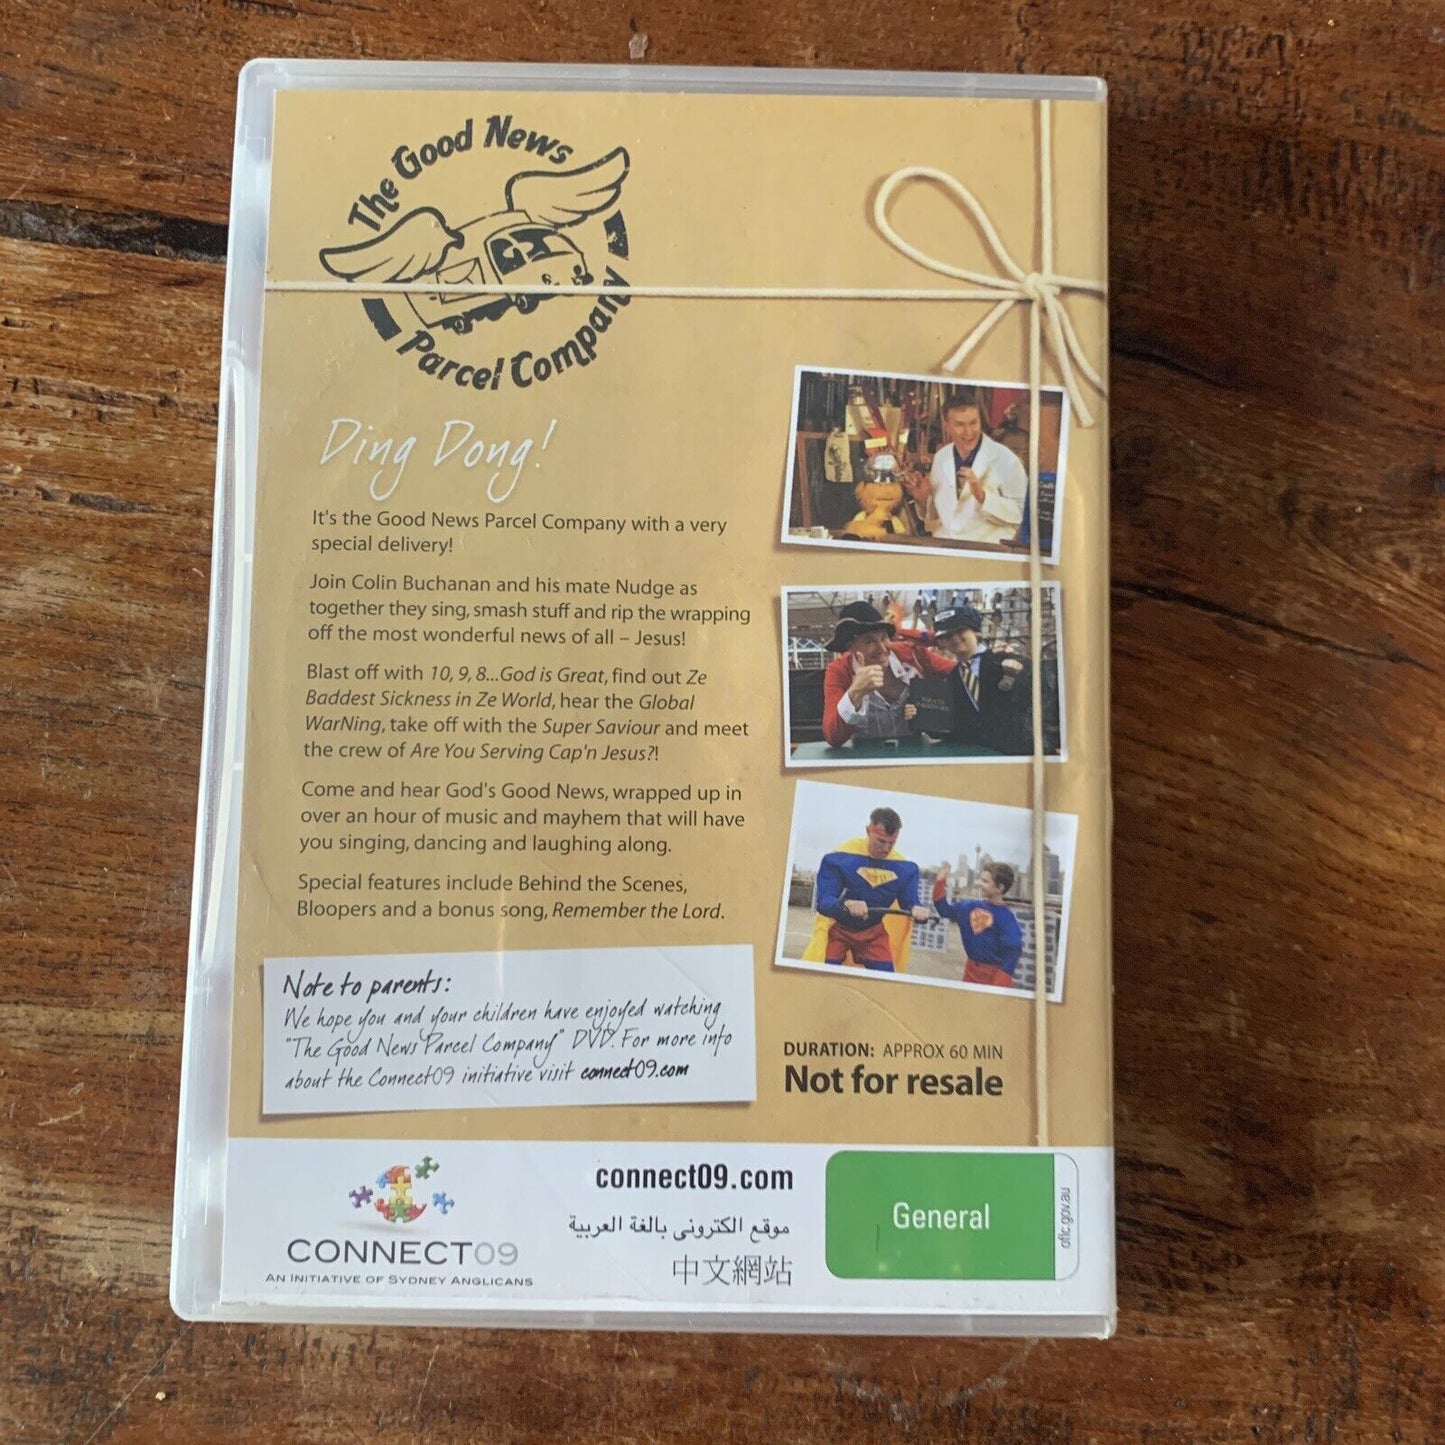 The Good News
Parcel Company
Ding Dong!
It's the Good News Parcel Company with a very
special delivery!
Join Colin Buchanan and his mate Nudge as
together they sing, smash stuff and rip the wrapping
off the most wonderful news of all – Jesus!
Blast off with 10, 9, 8...God is Great, find out Ze
Baddest Sickness in Ze World, hear the Global
WarNing, take off with the Super Saviour and meet
the crew of Are You Serving Cap'n Jesus?!
Come and hear God's Good News, wrapped up in
over an hour of music and mayhem that will have
you singing, dancing and laughing along.
Special features include Behind the Scenes,
Bloopers and a bonus song, Remember the Lord.
Note to parents:
We hope you and your children have enjoyed watching
"The Good News Parcel Company" DVD. For more info
about the Connect09 initiative visit connect09.com
DURATION: APPROX 60 MIN
Not for resale
CONNECT09
AN INITIATIVE OF SYDNEY ANGLICANS
connect09.com
موقع الكترونى بالغة العربية
中文網站
General
oflc.gov.au